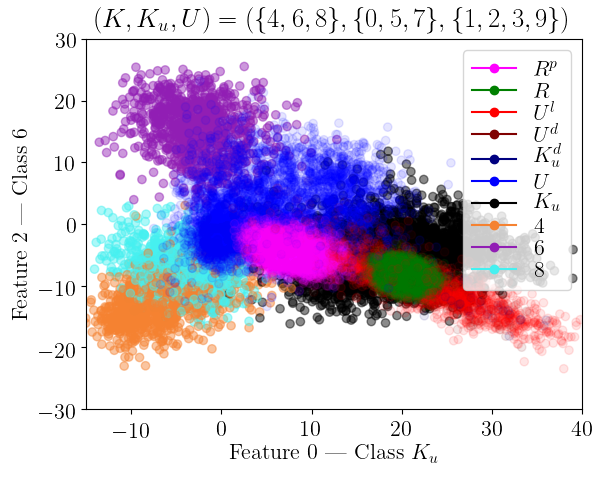 (K, K_u, U) = ({4, 6, 8}, {0, 5, 7}, {1, 2, 3, 9})
30
20
10
0
−10
−20
−30
Feature 2 — Class 6
R^p
R
U^l
U^d
K_u^d
U
K_u
4
6
8
−10 0 10 20 30 40
Feature 0 — Class K_u